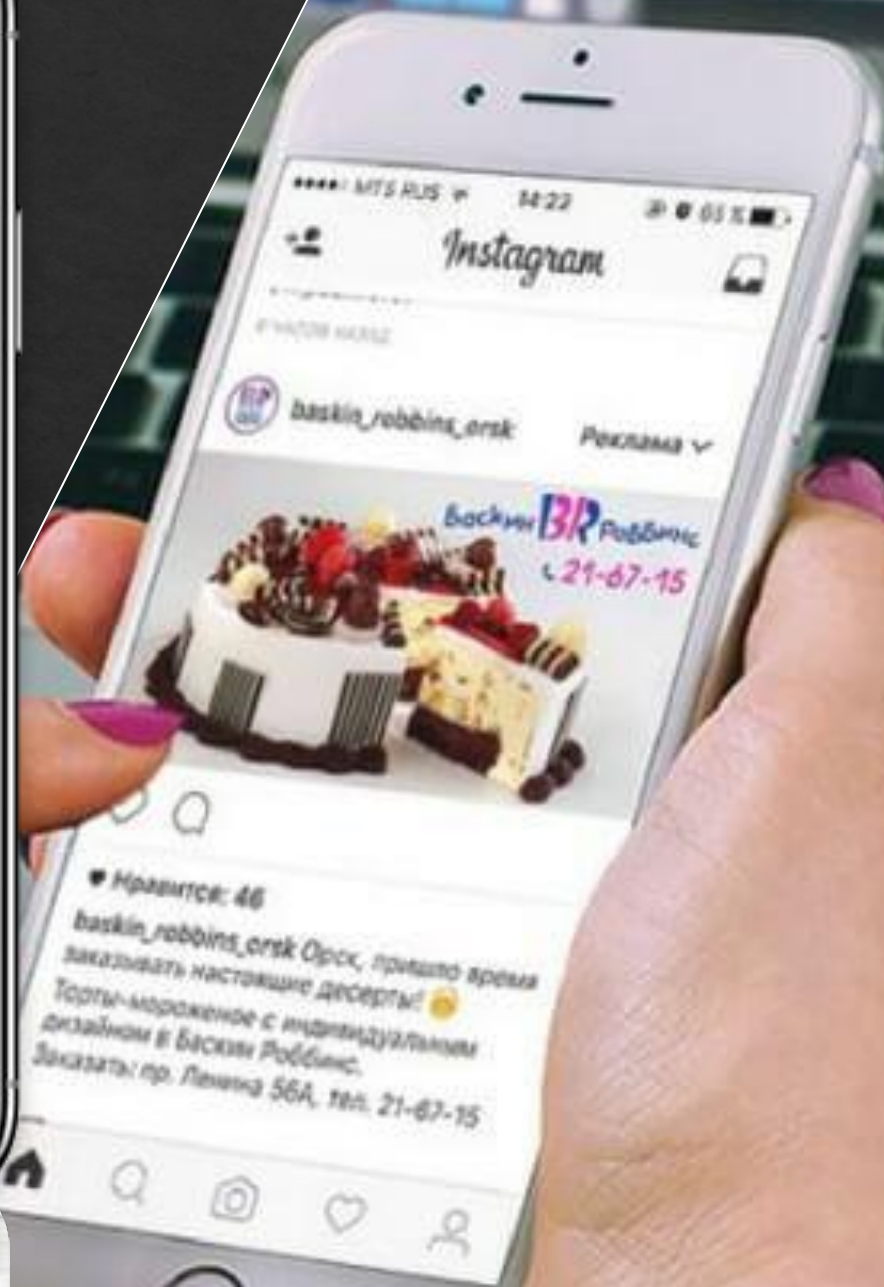 MTS RUS 14:22 65 %
Instagram
baskin_robbins_orsk Реклама
Баскин BR Роббинс
21-67-15
Нравится: 46
baskin_robbins_orsk Орск, пришло время
заказывать настоящие десерты!
Торты-мороженое с индивидуальным
дизайном в Баскин Роббинс.
Заказать: пр. Ленина 56А, тел. 21-67-15